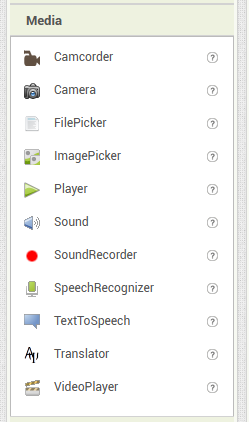 Media
Camcorder
Camera
FilePicker
ImagePicker
Player
Sound
SoundRecorder
SpeechRecognizer
TextToSpeech
Translator
VideoPlayer